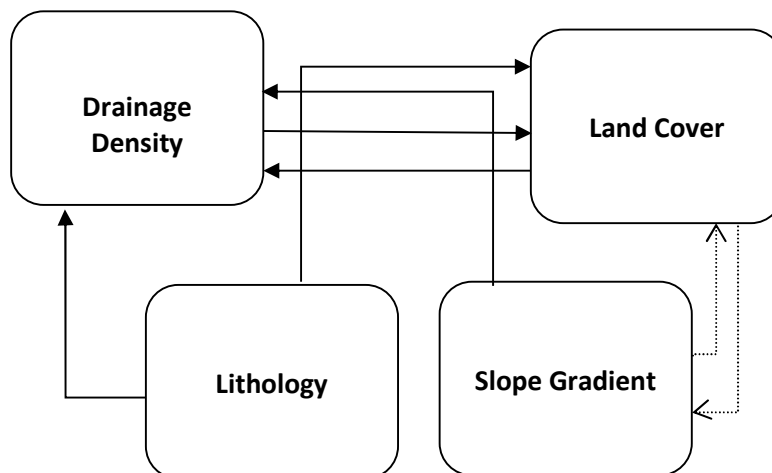 Drainage
Density
Land Cover
Lithology
Slope Gradient